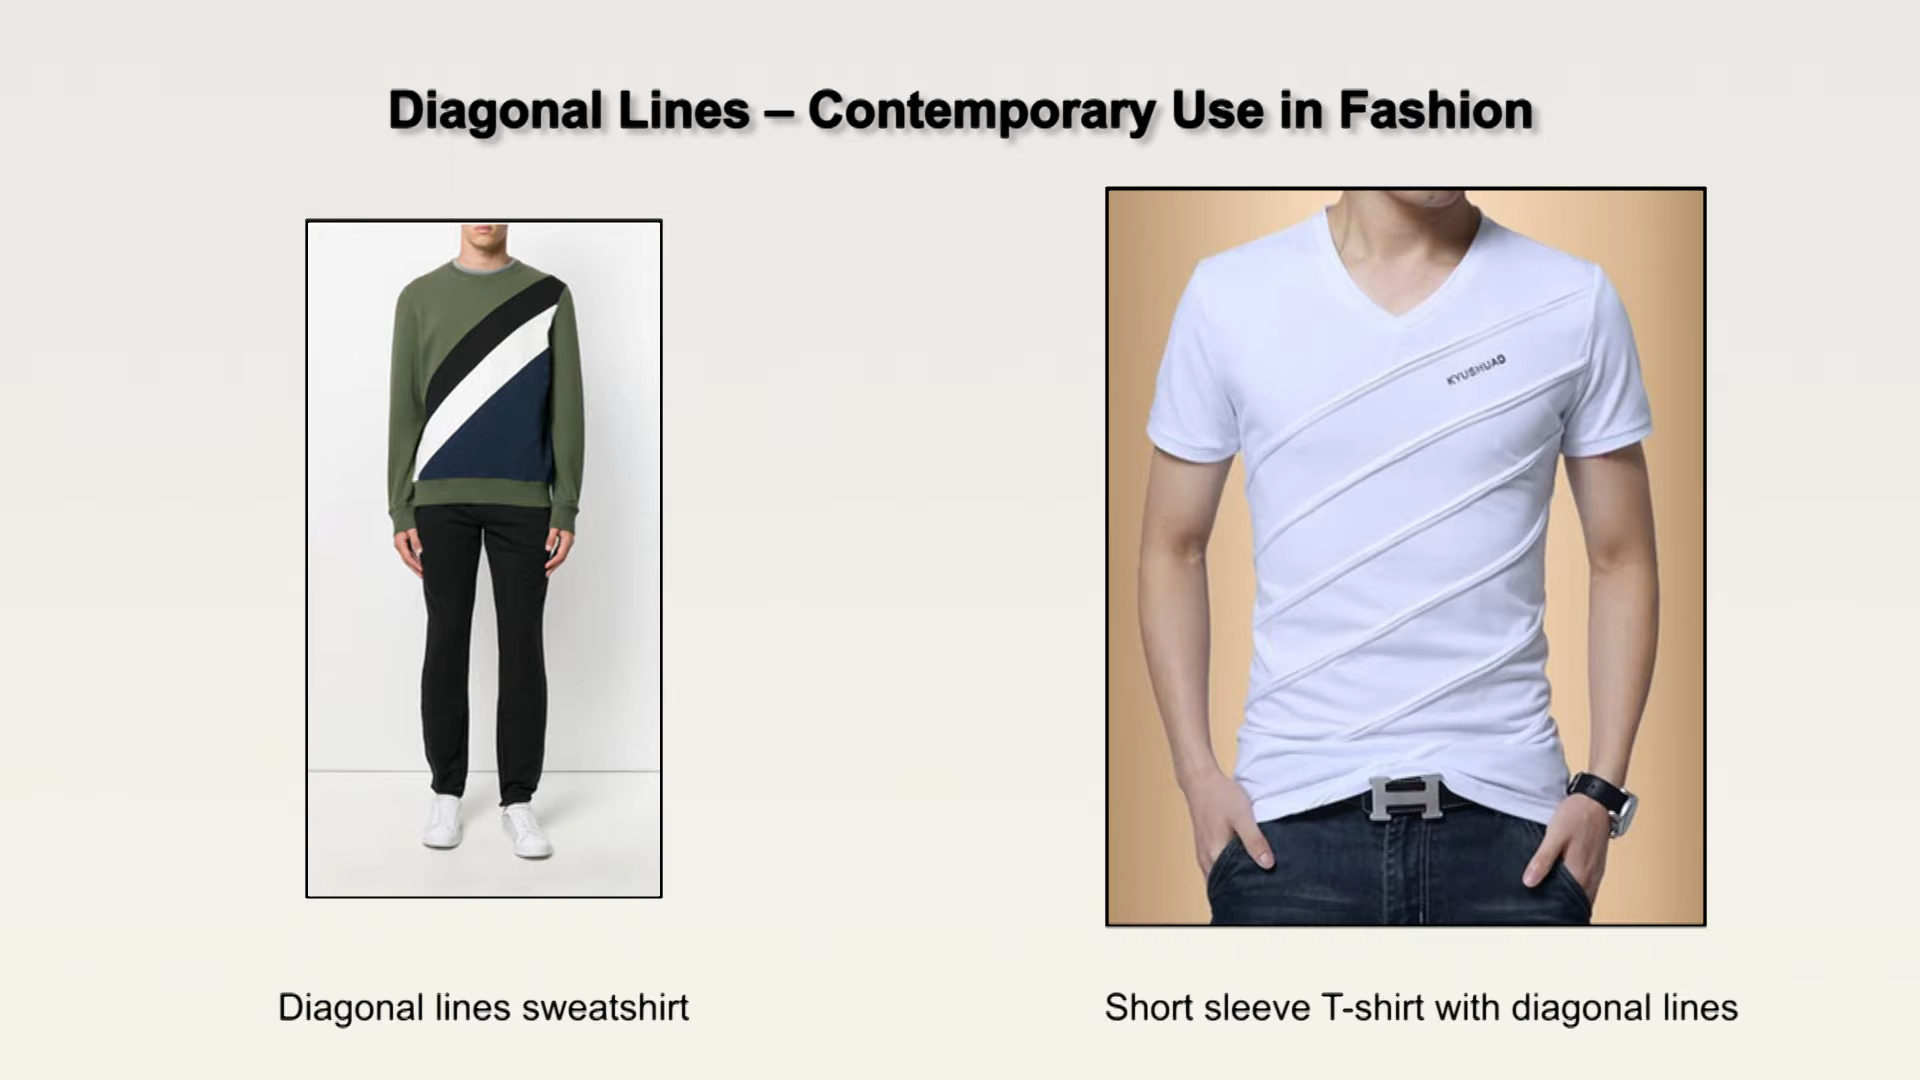 Diagonal Lines – Contemporary Use in Fashion
KYUSHUAD
Diagonal lines sweatshirt
Short sleeve T-shirt with diagonal lines